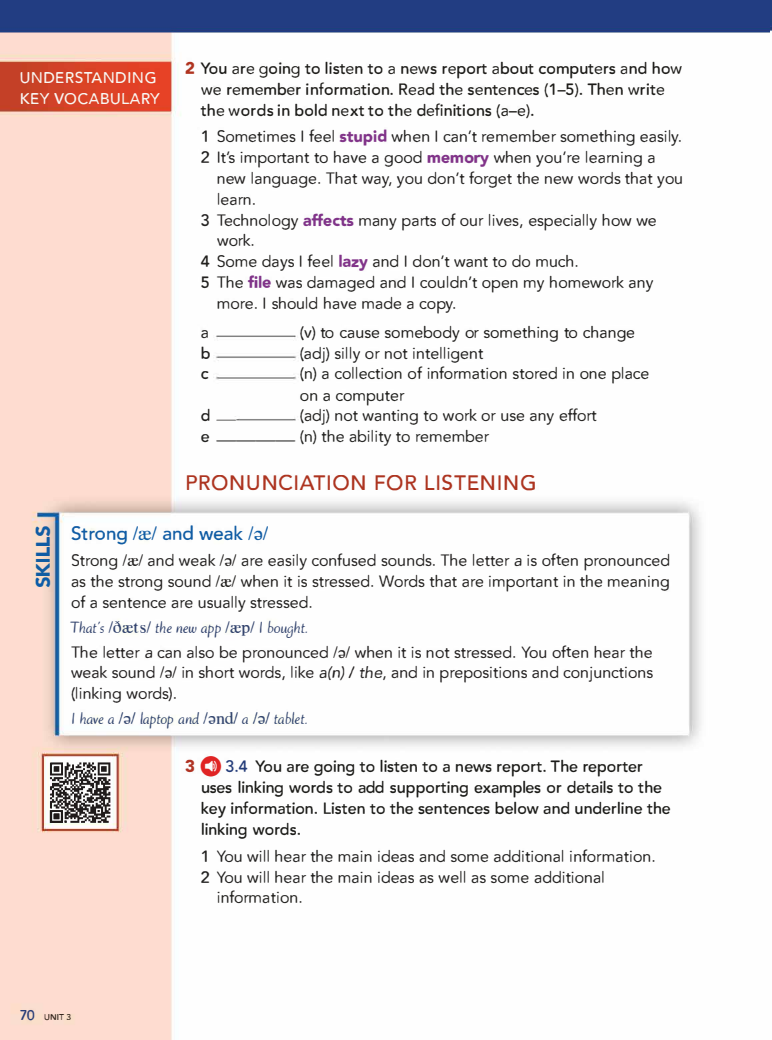 UNDERSTANDING
KEY VOCABULARY
2 You are going to listen to a news report about computers and how
we remember information. Read the sentences (1–5). Then write
the words in bold next to the definitions (a–e).
1 Sometimes I feel stupid when I can't remember something easily.
2 It's important to have a good memory when you're learning a
new language. That way, you don't forget the new words that you
learn.
3 Technology affects many parts of our lives, especially how we
work.
4 Some days I feel lazy and I don't want to do much.
5 The file was damaged and I couldn't open my homework any
more. I should have made a copy.
a __________ (v) to cause somebody or something to change
b __________ (adj) silly or not intelligent
c __________ (n) a collection of information stored in one place
on a computer
d __________ (adj) not wanting to work or use any effort
e __________ (n) the ability to remember
PRONUNCIATION FOR LISTENING
SKILLS
Strong /æ/ and weak /ə/
Strong /æ/ and weak /ə/ are easily confused sounds. The letter a is often pronounced
as the strong sound /æ/ when it is stressed. Words that are important in the meaning
of a sentence are usually stressed.
That's /ðæts/ the new app /æp/ I bought.
The letter a can also be pronounced /ə/ when it is not stressed. You often hear the
weak sound /ə/ in short words, like a(n) / the, and in prepositions and conjunctions
(linking words).
I have a /ə/ laptop and /ənd/ a /ə/ tablet.
3 3.4 You are going to listen to a news report. The reporter
uses linking words to add supporting examples or details to the
key information. Listen to the sentences below and underline the
linking words.
1 You will hear the main ideas and some additional information.
2 You will hear the main ideas as well as some additional
information.
70 UNIT 3